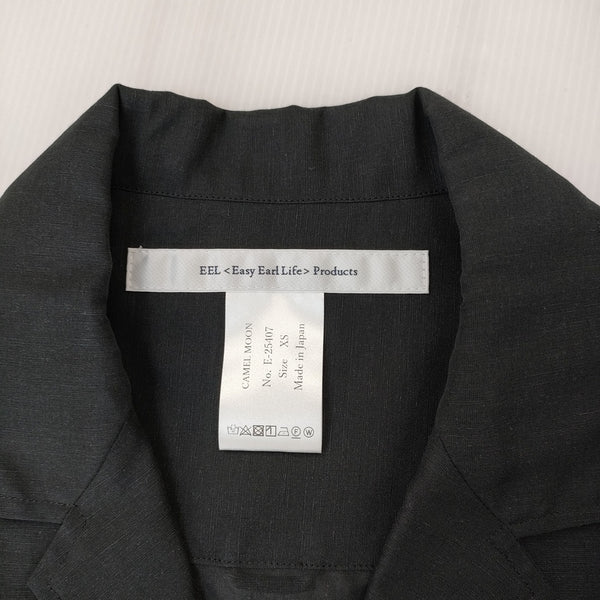 EEL <Easy Earl Life> Products
CAMEL MOON
No. E-25407
Size XS
Made in Japan
F W